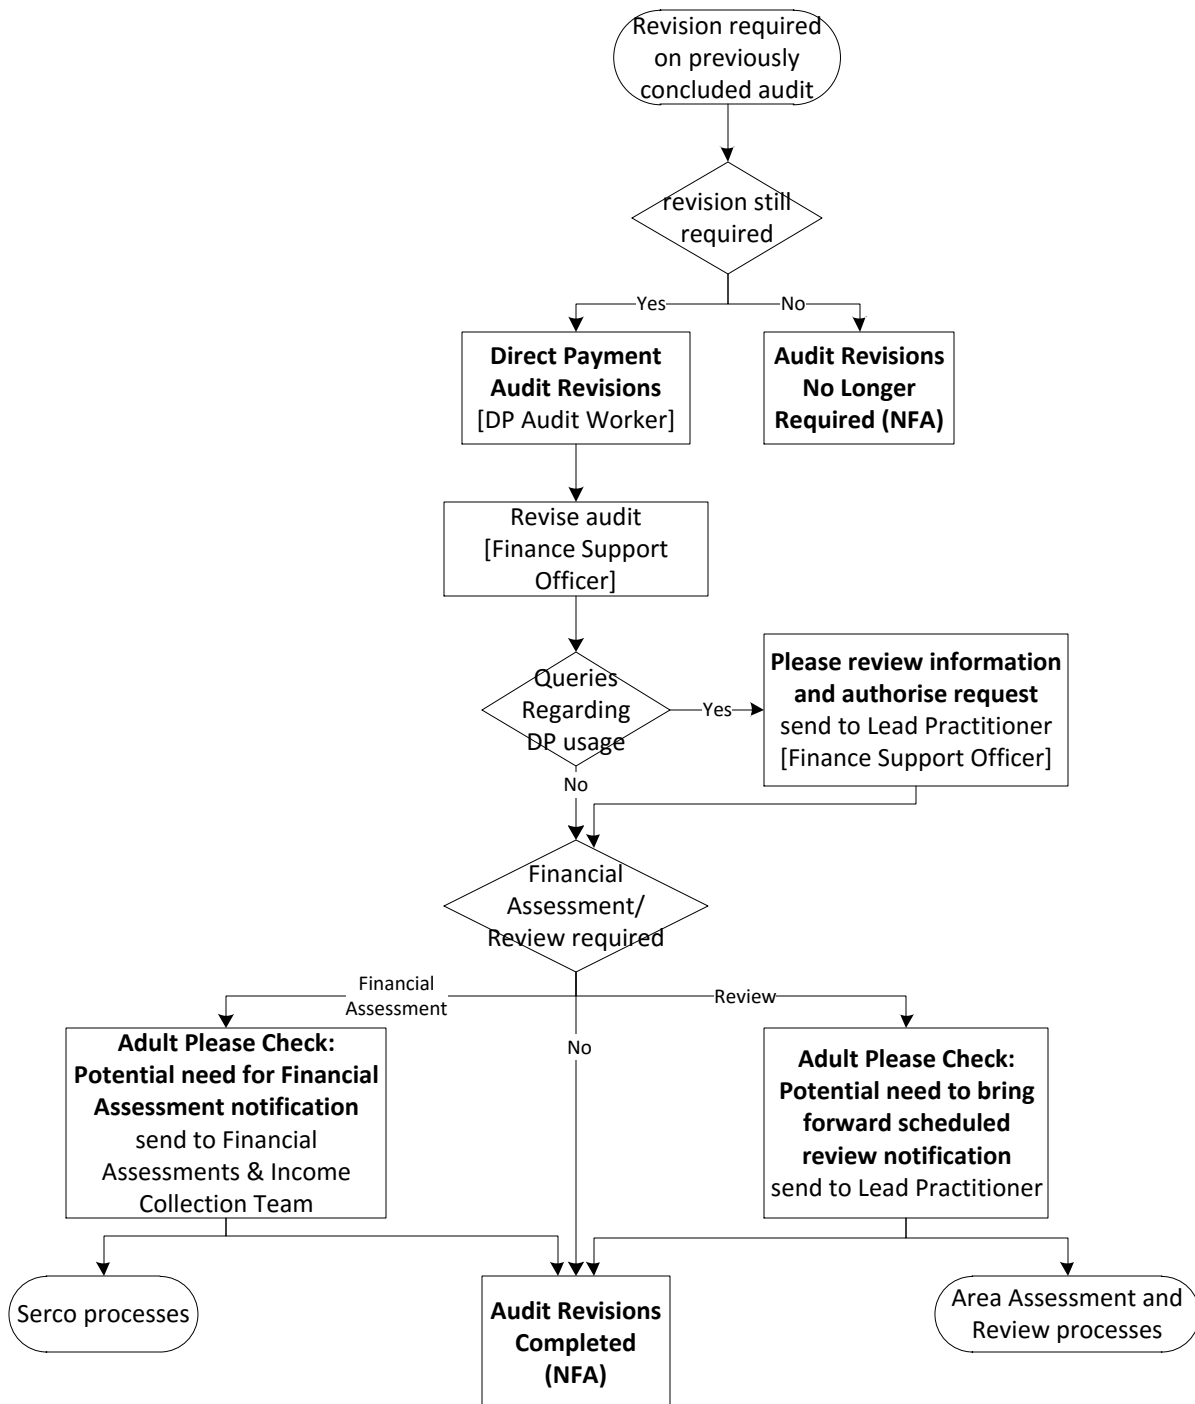 Revision required
on previously
concluded audit
revision still
required
Yes
No
Direct Payment
Audit Revisions
[DP Audit Worker]
Audit Revisions
No Longer
Required (NFA)
Revise audit
[Finance Support
Officer]
Queries
Regarding
DP usage
Yes
Please review information
and authorise request
send to Lead Practitioner
[Finance Support Officer]
No
Financial
Assessment/
Review required
Financial
Assessment
Review
No
Adult Please Check:
Potential need for Financial
Assessment notification
send to Financial
Assessments & Income
Collection Team
Adult Please Check:
Potential need to bring
forward scheduled
review notification
send to Lead Practitioner
Serco processes
Audit Revisions
Completed
(NFA)
Area Assessment and
Review processes